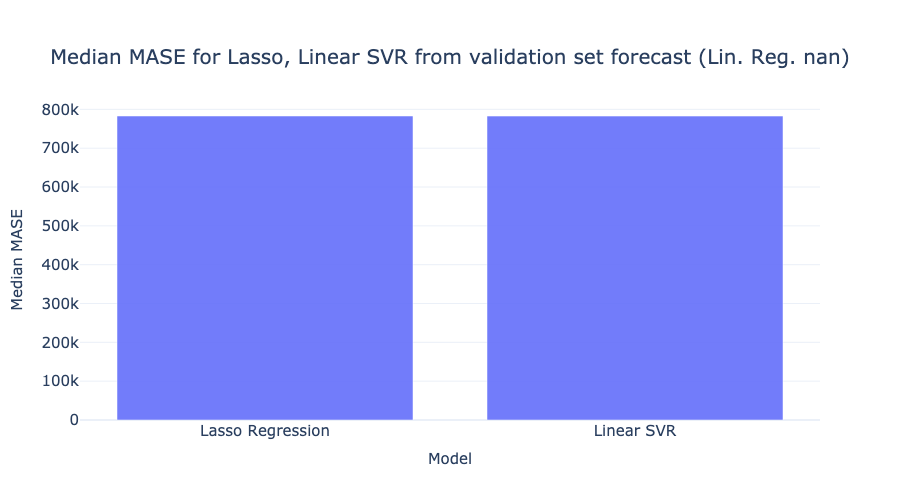 Median MASE for Lasso, Linear SVR from validation set forecast (Lin. Reg. nan)
800k
700k
600k
500k
400k
300k
200k
100k
0
Median MASE
Lasso Regression
Linear SVR
Model